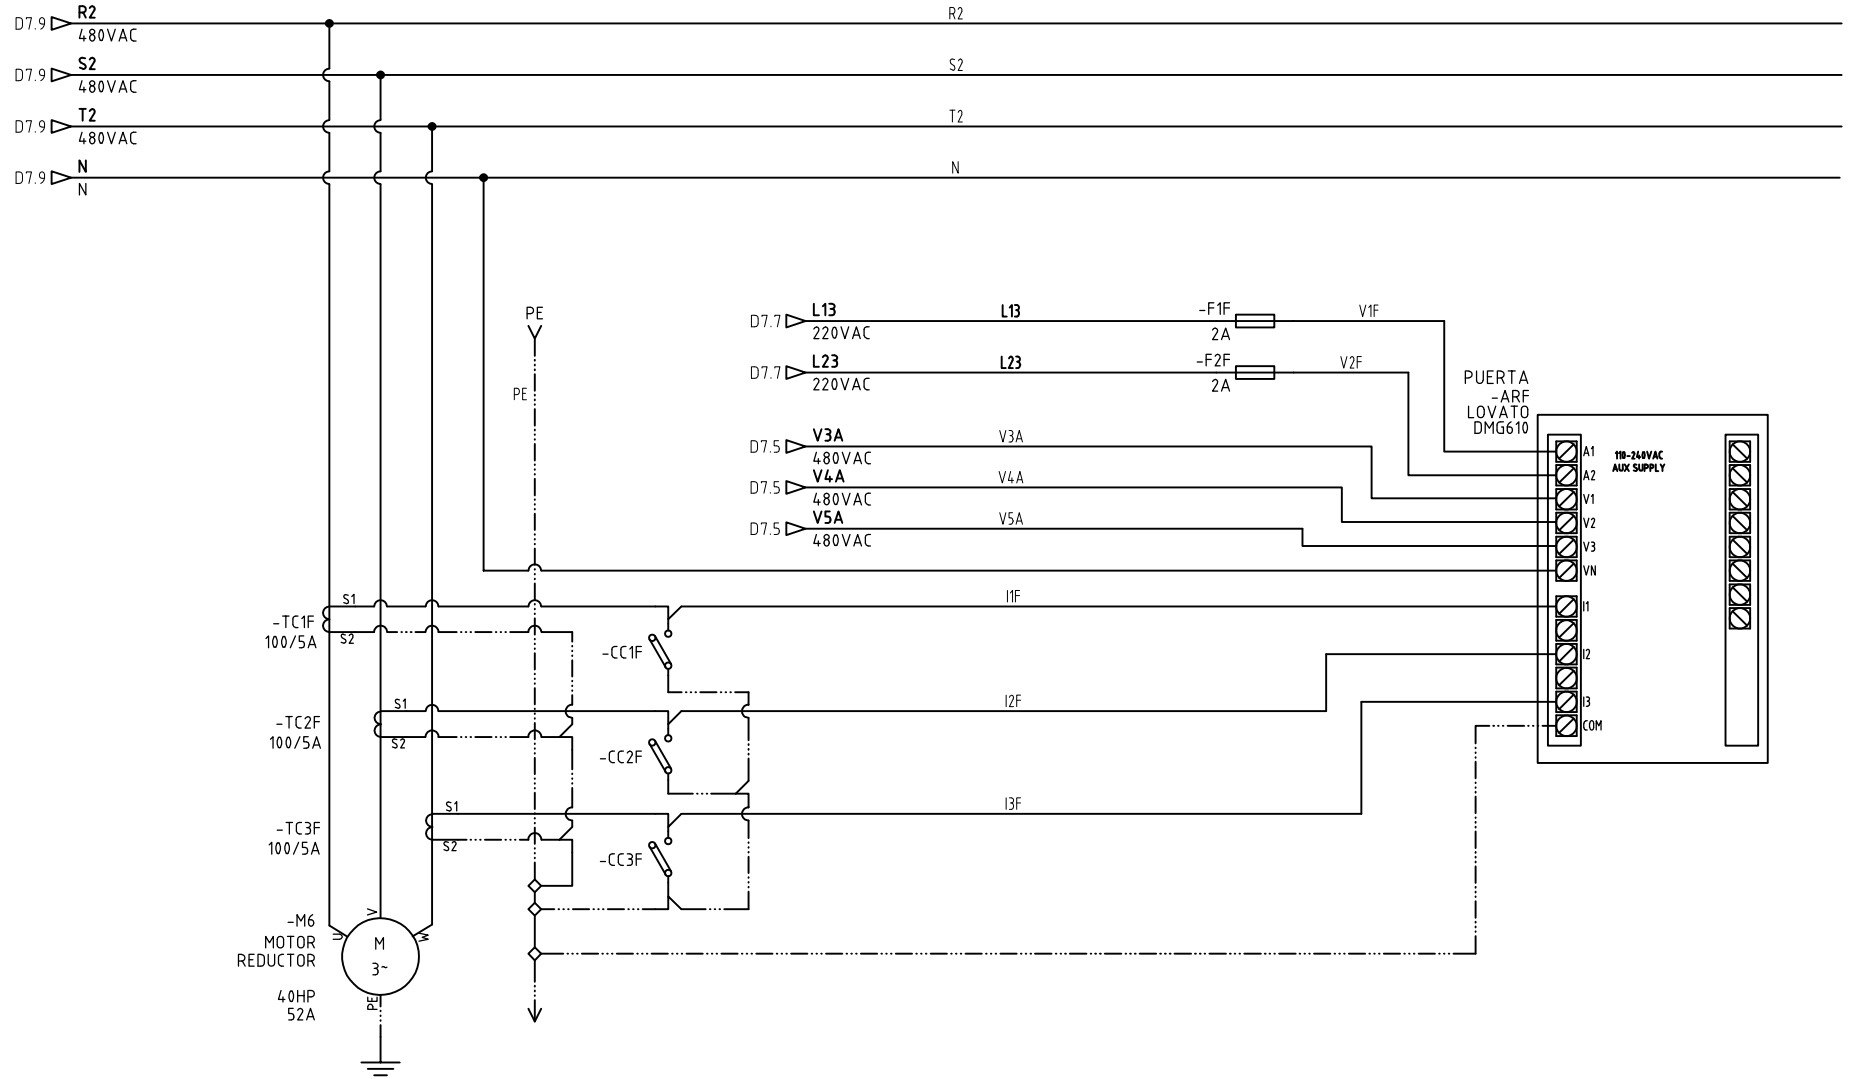 D7.9 R2 R2
480VAC
D7.9 S2 S2
480VAC
D7.9 T2 T2
480VAC
D7.9 N N
N
PE
PE
D7.7 L13 L13 -F1F V1F
220VAC 2A
D7.7 L23 L23 -F2F V2F
220VAC 2A
D7.5 V3A V3A
480VAC
D7.5 V4A V4A
480VAC
D7.5 V5A V5A
480VAC
PUERTA
-ARF
LOVATO
DMG610
110-240VAC
AUX SUPPLY
A1
A2
V1
V2
V3
VN
I1
I2
I3
COM
S1 I1F
-TC1F
100/5A
S2
-CC1F
S1 I2F
-TC2F
100/5A
S2
-CC2F
S1 I3F
-TC3F
100/5A
S2
-CC3F
-M6
MOTOR
REDUCTOR
40HP
52A
U
V
W
M
3~
PE